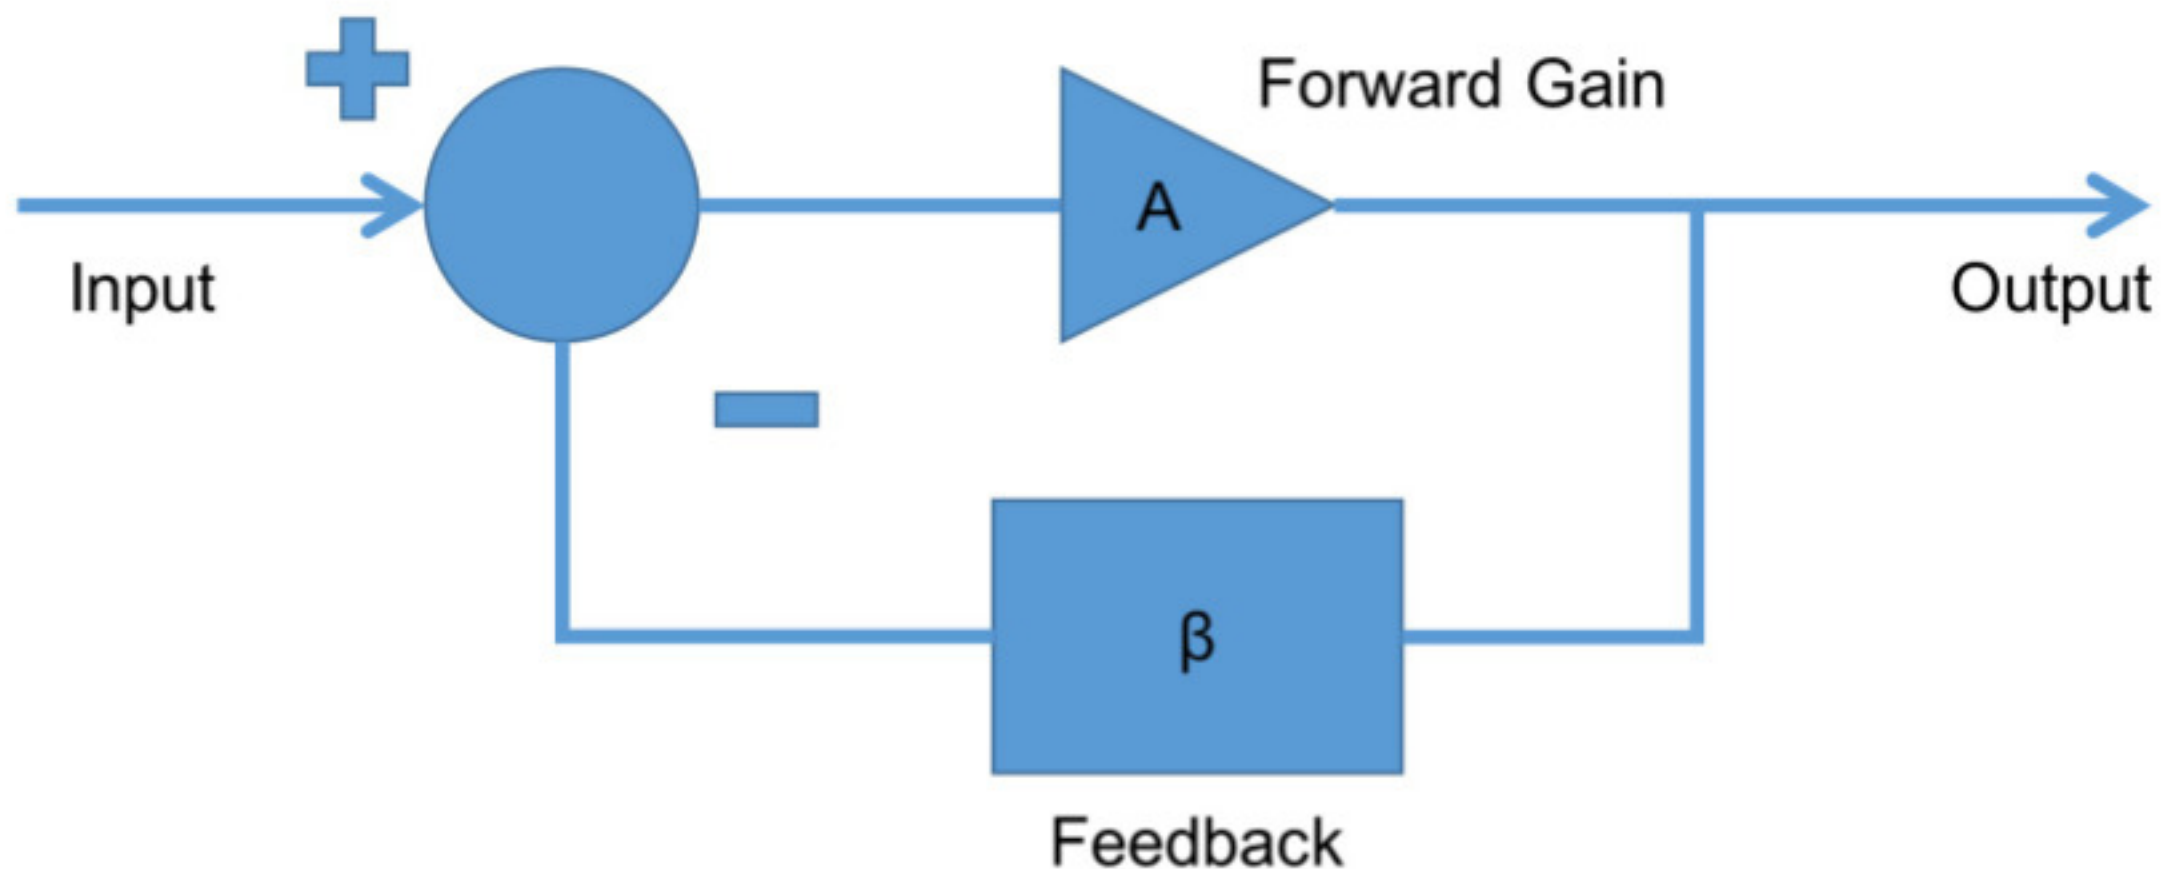 Forward Gain
A
Input
Output
β
Feedback